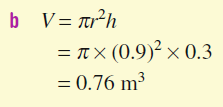 b V = πr²h
= π × (0.9)² × 0.3
= 0.76 m³